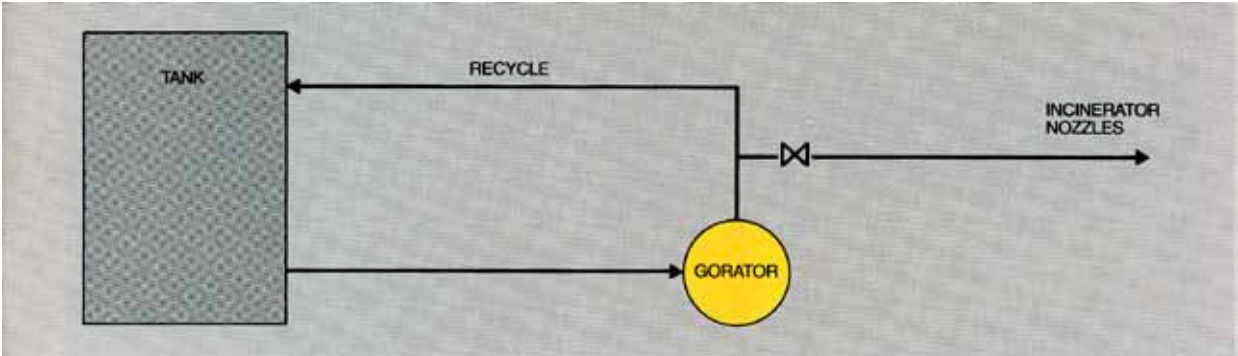 TANK
RECYCLE
INCINERATOR
NOZZLES
GORATOR